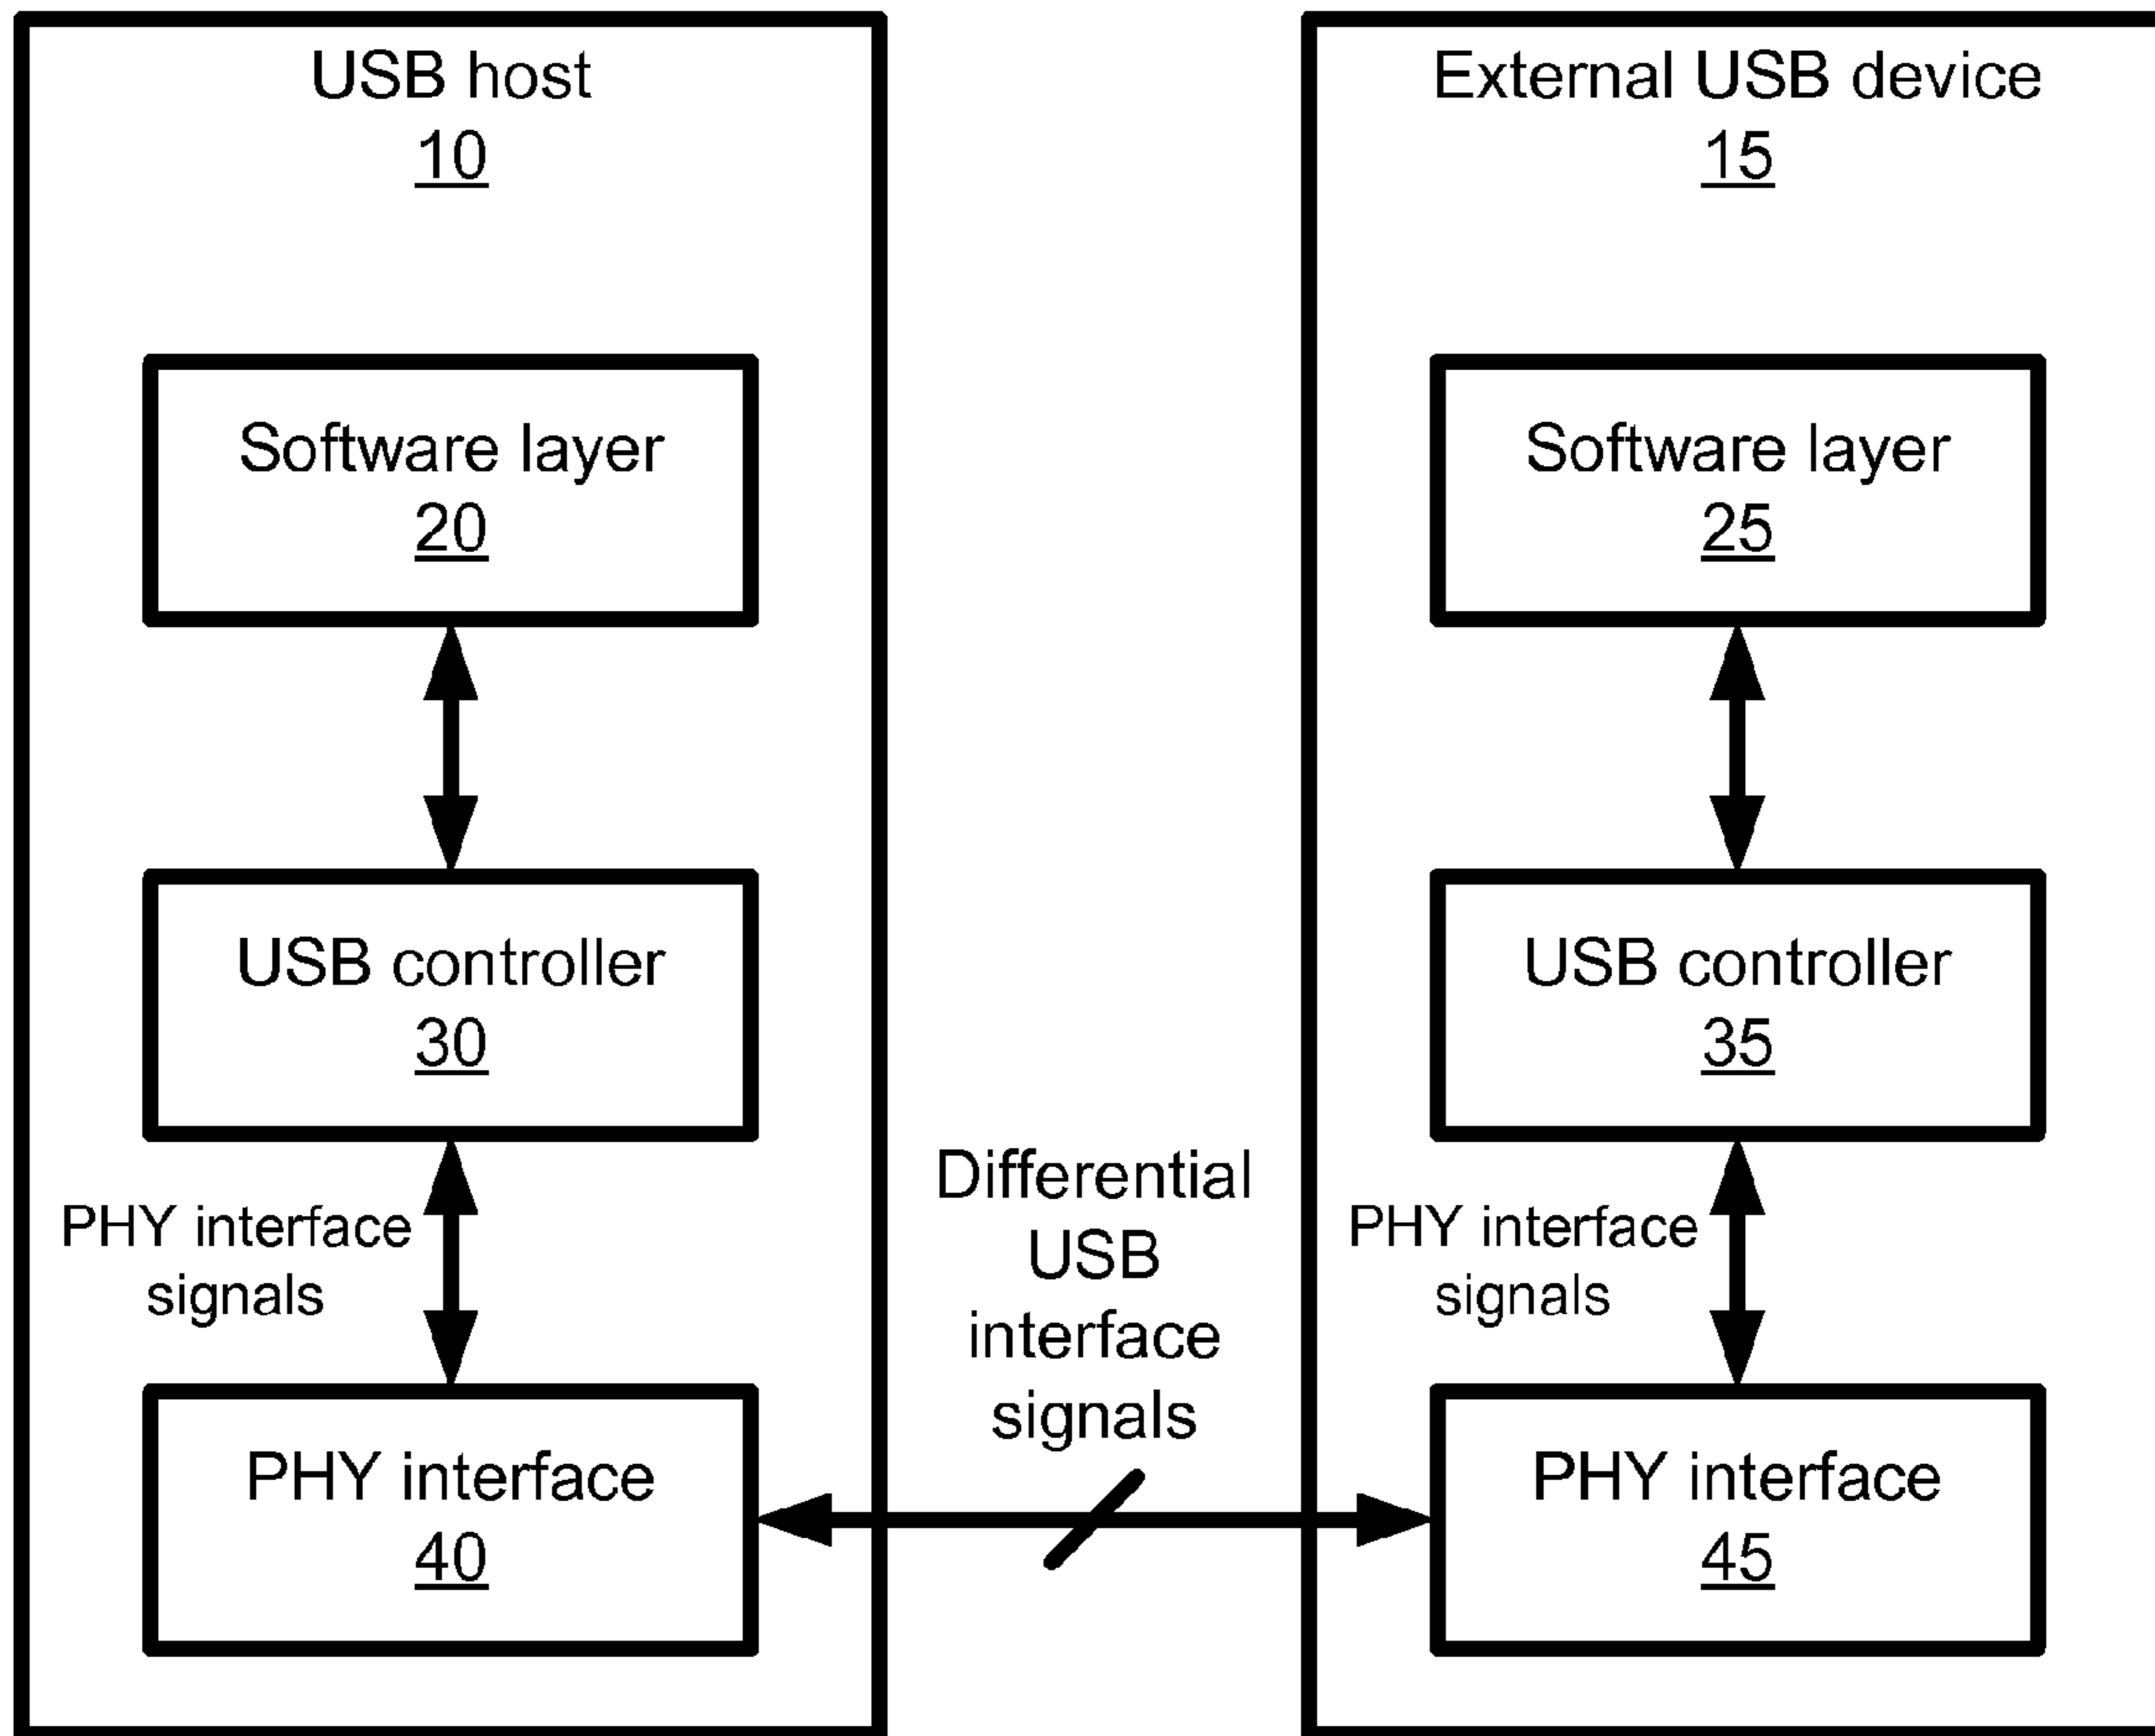 USB host
10
Software layer
20
USB controller
30
PHY interface
signals
PHY interface
40
Differential
USB
interface
signals
External USB device
15
Software layer
25
USB controller
35
PHY interface
signals
PHY interface
45